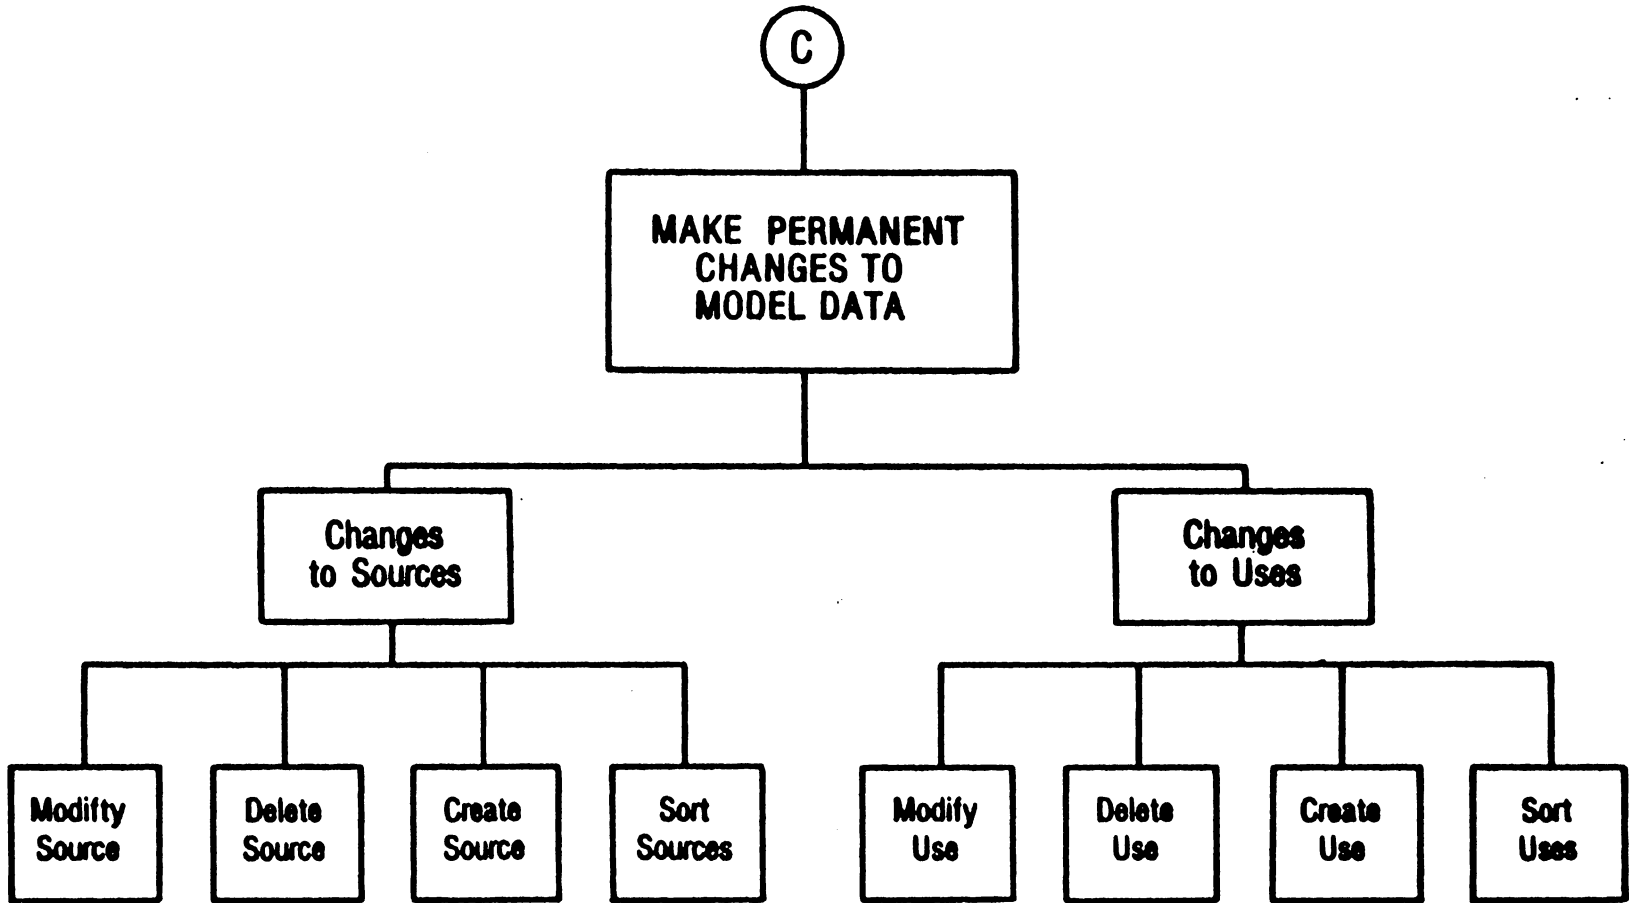 C
MAKE PERMANENT
CHANGES TO
MODEL DATA
Changes
to Sources
Changes
to Uses
Modifty
Source
Delete
Source
Create
Source
Sort
Sources
Modify
Use
Delete
Use
Create
Use
Sort
Uses